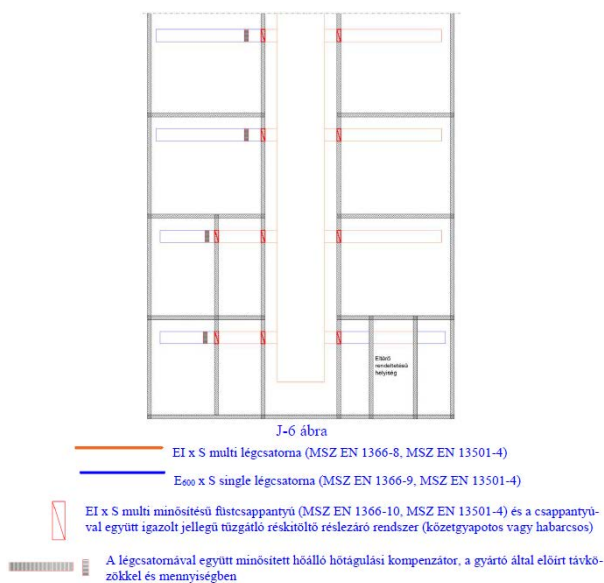 Eltérő
rendeltetésű
helyiség
J-6 ábra
EI x S multi légcsatorna (MSZ EN 1366-8, MSZ EN 13501-4)
E600 x S single légcsatorna (MSZ EN 1366-9, MSZ EN 13501-4)
EI x S multi minősítésű füstcsappantyú (MSZ EN 1366-10, MSZ EN 13501-4) és a csappantyú-
val együtt igazolt jellegű tűzgátló réskitöltő réslezáró rendszer (kőzetgyapotos vagy habarcsos)
A légcsatornával együtt minősített hőálló hőtágulási kompenzátor, a gyártó által előírt távkö-
zökkel és mennyiségben